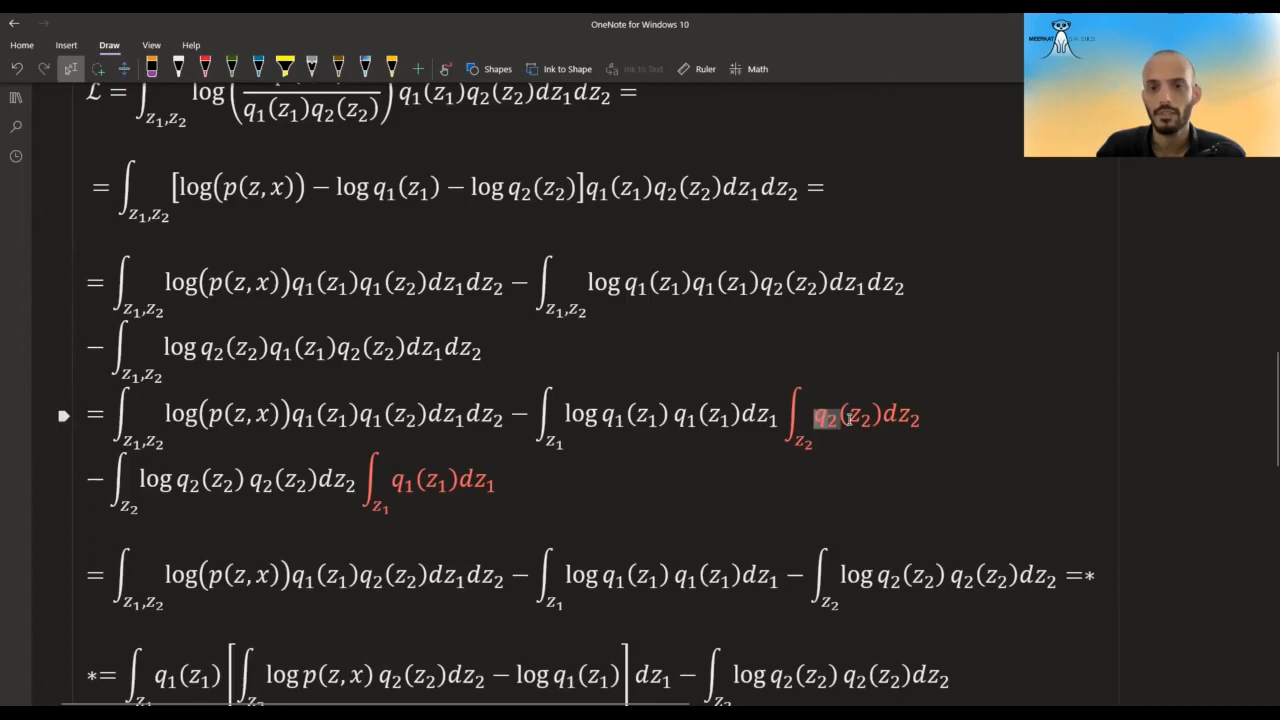 OneNote for Windows 10
Home Insert Draw View Help
Shapes Ink to Shape Ink to Text Ruler Math
MEERKAT
ℒ = ∫_{z₁,z₂} log( / q₁(z₁)q₂(z₂)) q₁(z₁)q₂(z₂)dz₁dz₂ =
= ∫_{z₁,z₂} [log(p(z, x)) − log q₁(z₁) − log q₂(z₂)]q₁(z₁)q₂(z₂)dz₁dz₂ =
= ∫_{z₁,z₂} log(p(z, x))q₁(z₁)q₁(z₂)dz₁dz₂ − ∫_{z₁,z₂} log q₁(z₁)q₁(z₁)q₂(z₂)dz₁dz₂
− ∫_{z₁,z₂} log q₂(z₂)q₁(z₁)q₂(z₂)dz₁dz₂
= ∫_{z₁,z₂} log(p(z, x))q₁(z₁)q₁(z₂)dz₁dz₂ − ∫_{z₁} log q₁(z₁) q₁(z₁)dz₁ ∫_{z₂} q₂(z₂)dz₂
− ∫_{z₂} log q₂(z₂) q₂(z₂)dz₂ ∫_{z₁} q₁(z₁)dz₁
= ∫_{z₁,z₂} log(p(z, x))q₁(z₁)q₂(z₂)dz₁dz₂ − ∫_{z₁} log q₁(z₁) q₁(z₁)dz₁ − ∫_{z₂} log q₂(z₂) q₂(z₂)dz₂ =∗
∗= ∫_{z₁} q₁(z₁) [∫_{z₂} log p(z, x) q₂(z₂)dz₂ − log q₁(z₁)] dz₁ − ∫_{z₂} log q₂(z₂) q₂(z₂)dz₂